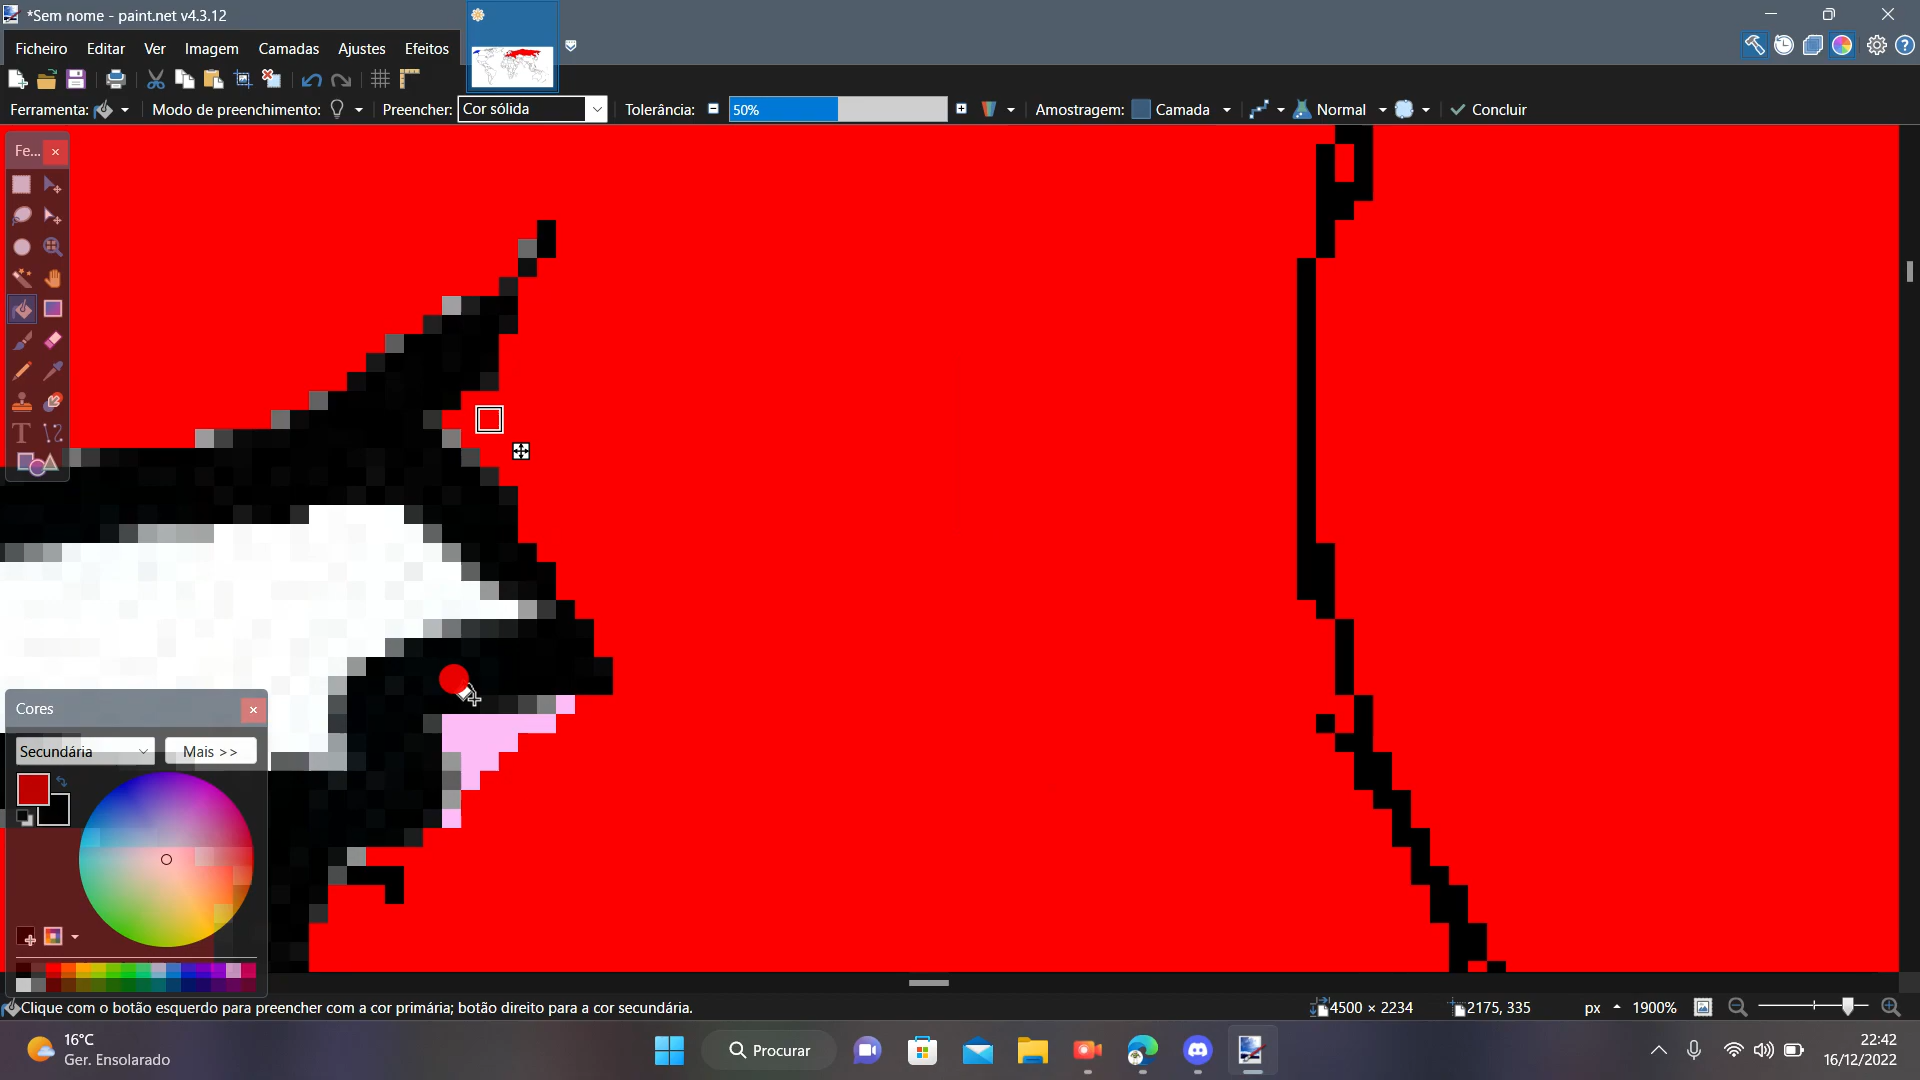 *Sem nome - paint.net v4.3.12
Ficheiro Editar Ver Imagem Camadas Ajustes Efeitos
Ferramenta: Modo de preenchimento: Preencher: Cor sólida Tolerância: 50% Amostragem: Camada Normal Concluir
Fe...
Cores
Secundária Mais >>
Clique com o botão esquerdo para preencher com a cor primária; botão direito para a cor secundária.
4500 × 2234 2175, 335 px 1900%
16°C
Ger. Ensolarado
Procurar
22:42
16/12/2022